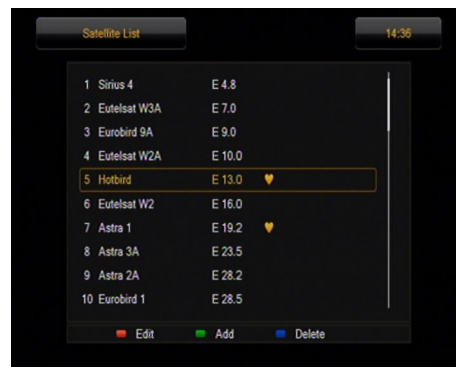 Satellite List 14:36
1 Sirius 4 E 4.8
2 Eutelsat W3A E 7.0
3 Eurobird 9A E 9.0
4 Eutelsat W2A E 10.0
5 Hotbird E 13.0
6 Eutelsat W2 E 16.0
7 Astra 1 E 19.2
8 Astra 3A E 23.5
9 Astra 2A E 28.2
10 Eurobird 1 E 28.5
Edit Add Delete